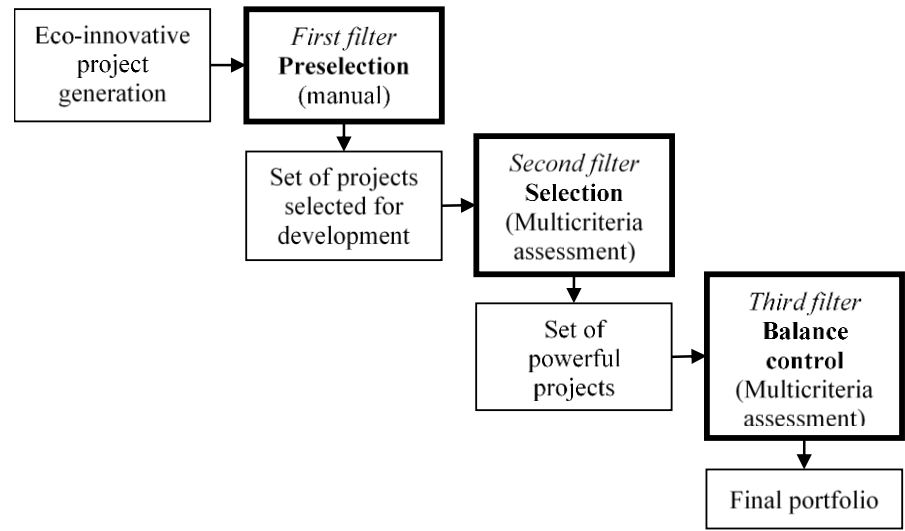 Eco-innovative
project
generation
First filter
Preselection
(manual)
Set of projects
selected for
development
Second filter
Selection
(Multicriteria
assessment)
Set of
powerful
projects
Third filter
Balance
control
(Multicriteria
assessment)
Final portfolio